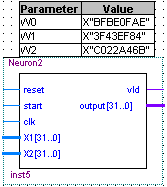 Parameter Value
W0 X"BFBE0FAE"
W1 X"3F43EF84"
W2 X"C022A46B"
Neuron2
reset vld
start output[31..0]
clk
X1[31..0]
X2[31..0]
inst5